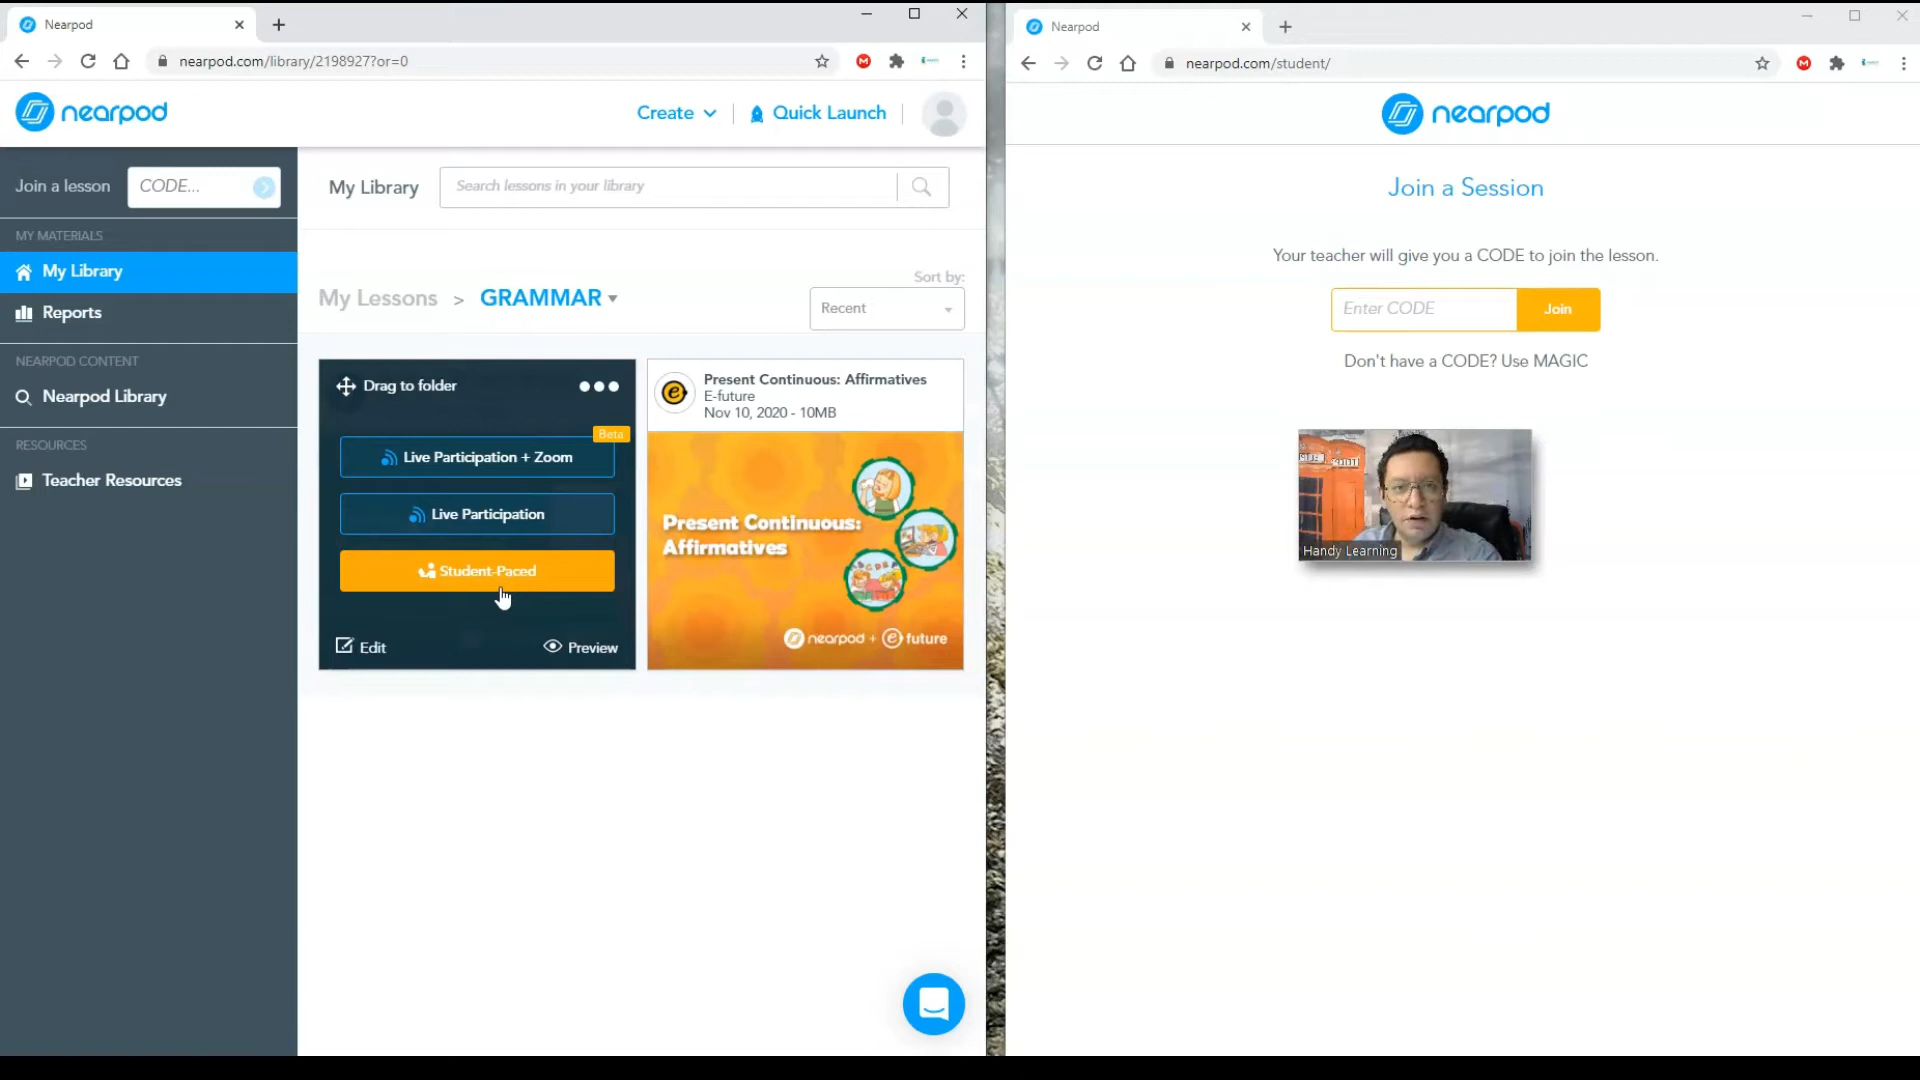 Nearpod
nearpod.com/library/2198927?or=0
nearpod
Create
Quick Launch
Join a lesson
CODE...
MY MATERIALS
My Library
Reports
NEARPOD CONTENT
Nearpod Library
RESOURCES
Teacher Resources
My Library
Search lessons in your library
My Lessons > GRAMMAR
Sort by:
Recent
Drag to folder
Beta
Live Participation + Zoom
Live Participation
Student-Paced
Edit
Preview
Present Continuous: Affirmatives
E-future
Nov 10, 2020 - 10MB
Present Continuous:
Affirmatives
nearpod + e future
Nearpod
nearpod.com/student/
nearpod
Join a Session
Your teacher will give you a CODE to join the lesson.
Enter CODE
Join
Don't have a CODE? Use MAGIC
Handy Learning